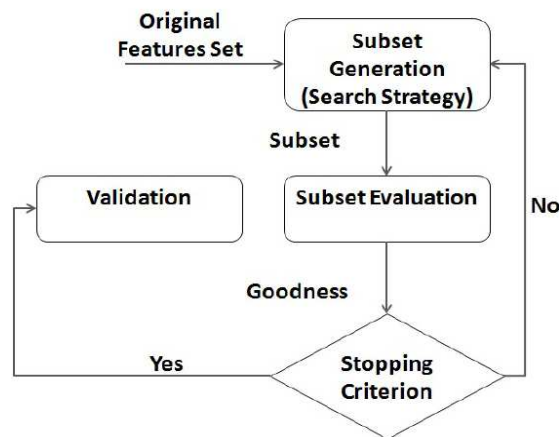 Original
Features Set
Subset
Generation
(Search Strategy)
Subset
Validation
Subset Evaluation
No
Goodness
Yes
Stopping
Criterion